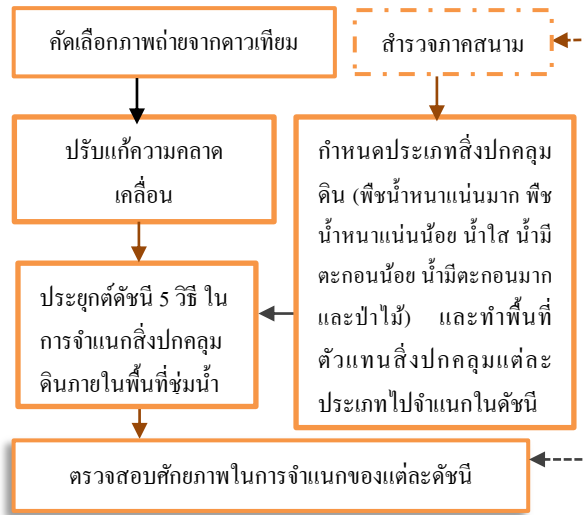 คัดเลือกภาพถ่ายจากดาวเทียม
สำรวจภาคสนาม
ปรับแก้ความคลาด
เคลื่อน
กำหนดประเภทสิ่งปกคลุม
ดิน (พืชน้ำหนาแน่นมาก พืช
น้ำหนาแน่นน้อย น้ำใส น้ำมี
ตะกอนน้อย น้ำมีตะกอนมาก
และป่าไม้) และทำพื้นที่
ตัวแทนสิ่งปกคลุมแต่ละ
ประเภทไปจำแนกในดัชนี
ประยุกต์ดัชนี 5 วิธี ใน
การจำแนกสิ่งปกคลุม
ดินภายในพื้นที่ชุ่มน้ำ
ตรวจสอบศักยภาพในการจำแนกของแต่ละดัชนี